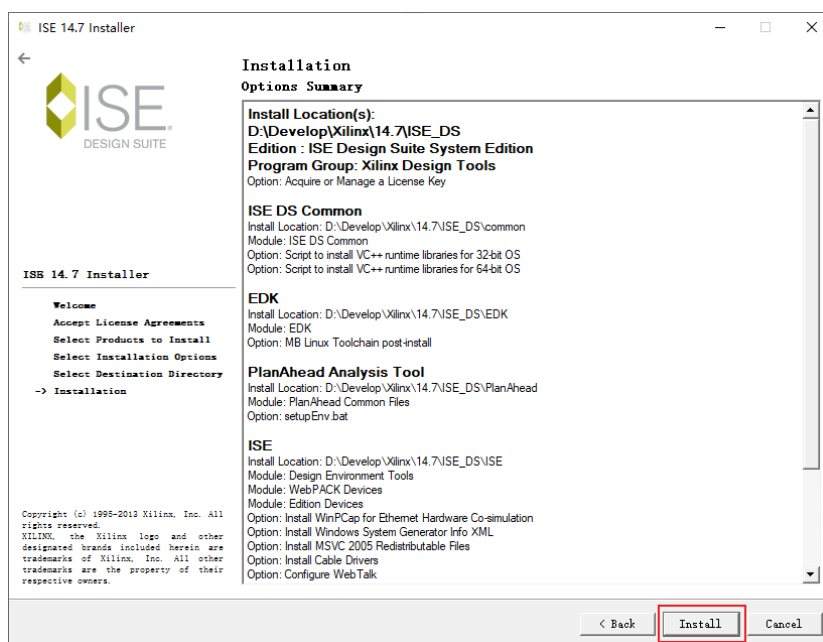 ISE 14.7 Installer
ISE
DESIGN SUITE
ISE 14.7 Installer
Welcome
Accept License Agreements
Select Products to Install
Select Installation Options
Select Destination Directory
-> Installation
Copyright (c) 1995-2013 Xilinx, Inc. All
rights reserved.
XILINX, the Xilinx logo and other
designated brands included herein are
trademarks of Xilinx, Inc. All other
trademarks are the property of their
respective owners.
Installation
Options Summary
Install Location(s):
D:\Develop\Xilinx\14.7\ISE_DS
Edition : ISE Design Suite System Edition
Program Group: Xilinx Design Tools
Option: Acquire or Manage a License Key
ISE DS Common
Install Location: D:\Develop\Xilinx\14.7\ISE_DS\common
Module: ISE DS Common
Option: Script to install VC++ runtime libraries for 32-bit OS
Option: Script to install VC++ runtime libraries for 64-bit OS
EDK
Install Location: D:\Develop\Xilinx\14.7\ISE_DS\EDK
Module: EDK
Option: MB Linux Toolchain post-install
PlanAhead Analysis Tool
Install Location: D:\Develop\Xilinx\14.7\ISE_DS\PlanAhead
Module: PlanAhead Common Files
Option: setupEnv.bat
ISE
Install Location: D:\Develop\Xilinx\14.7\ISE_DS\ISE
Module: Design Environment Tools
Module: WebPACK Devices
Module: Edition Devices
Option: Install WinPCap for Ethernet Hardware Co-simulation
Option: Install Windows System Generator Info XML
Option: Install MSVC 2005 Redistributable Files
Option: Install Cable Drivers
Option: Configure WebTalk
< Back
Install
Cancel